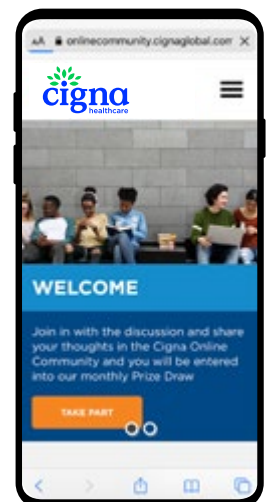 AA onlinecommunity.cignaglobal.com
cigna
healthcare
WELCOME
Join in with the discussion and share
your thoughts in the Cigna Online
Community and you will be entered
into our monthly Prize Draw
TAKE PART